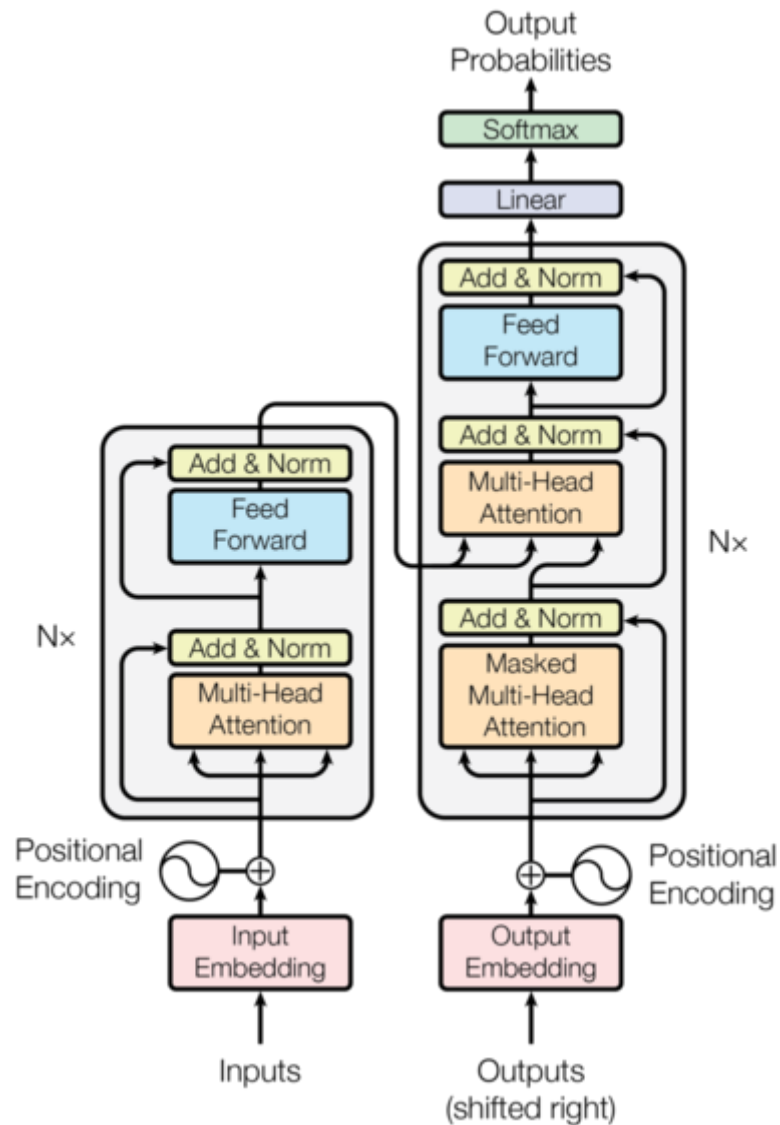 Output
Probabilities
Softmax
Linear
Add & Norm
Feed
Forward
Add & Norm
Multi-Head
Attention
Nx
Add & Norm
Masked
Multi-Head
Attention
Add & Norm
Feed
Forward
Nx
Add & Norm
Multi-Head
Attention
Positional
Encoding
Positional
Encoding
Input
Embedding
Output
Embedding
Inputs
Outputs
(shifted right)